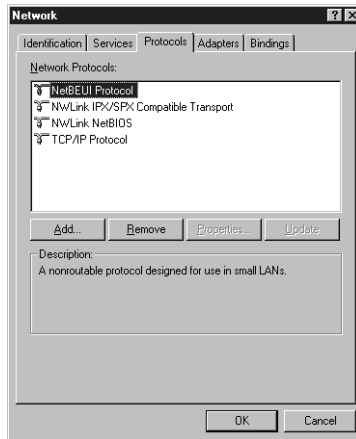 Network
Identification Services Protocols Adapters Bindings
Network Protocols:
NetBEUI Protocol
NWLink IPX/SPX Compatible Transport
NWLink NetBIOS
TCP/IP Protocol
Add... Remove Properties... Update
Description:
A nonroutable protocol designed for use in small LANs.
OK Cancel